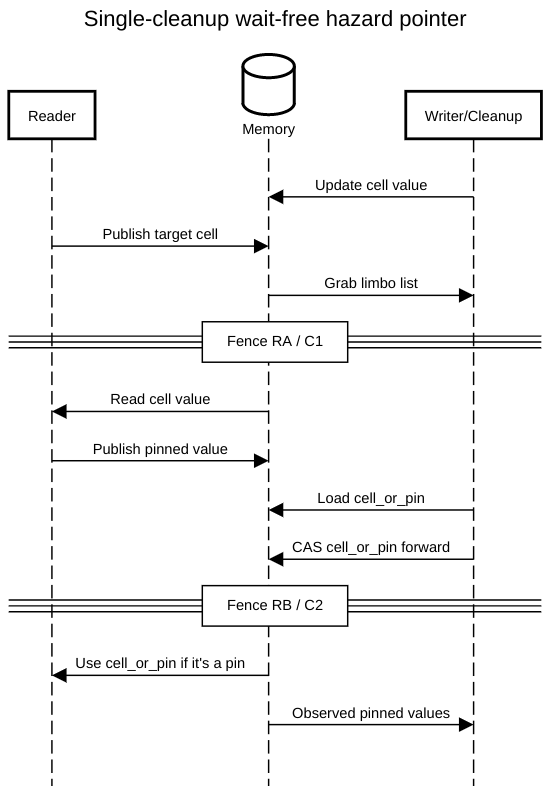 Single-cleanup wait-free hazard pointer
Reader
Memory
Writer/Cleanup
Update cell value
Publish target cell
Grab limbo list
Fence RA / C1
Read cell value
Publish pinned value
Load cell_or_pin
CAS cell_or_pin forward
Fence RB / C2
Use cell_or_pin if it's a pin
Observed pinned values